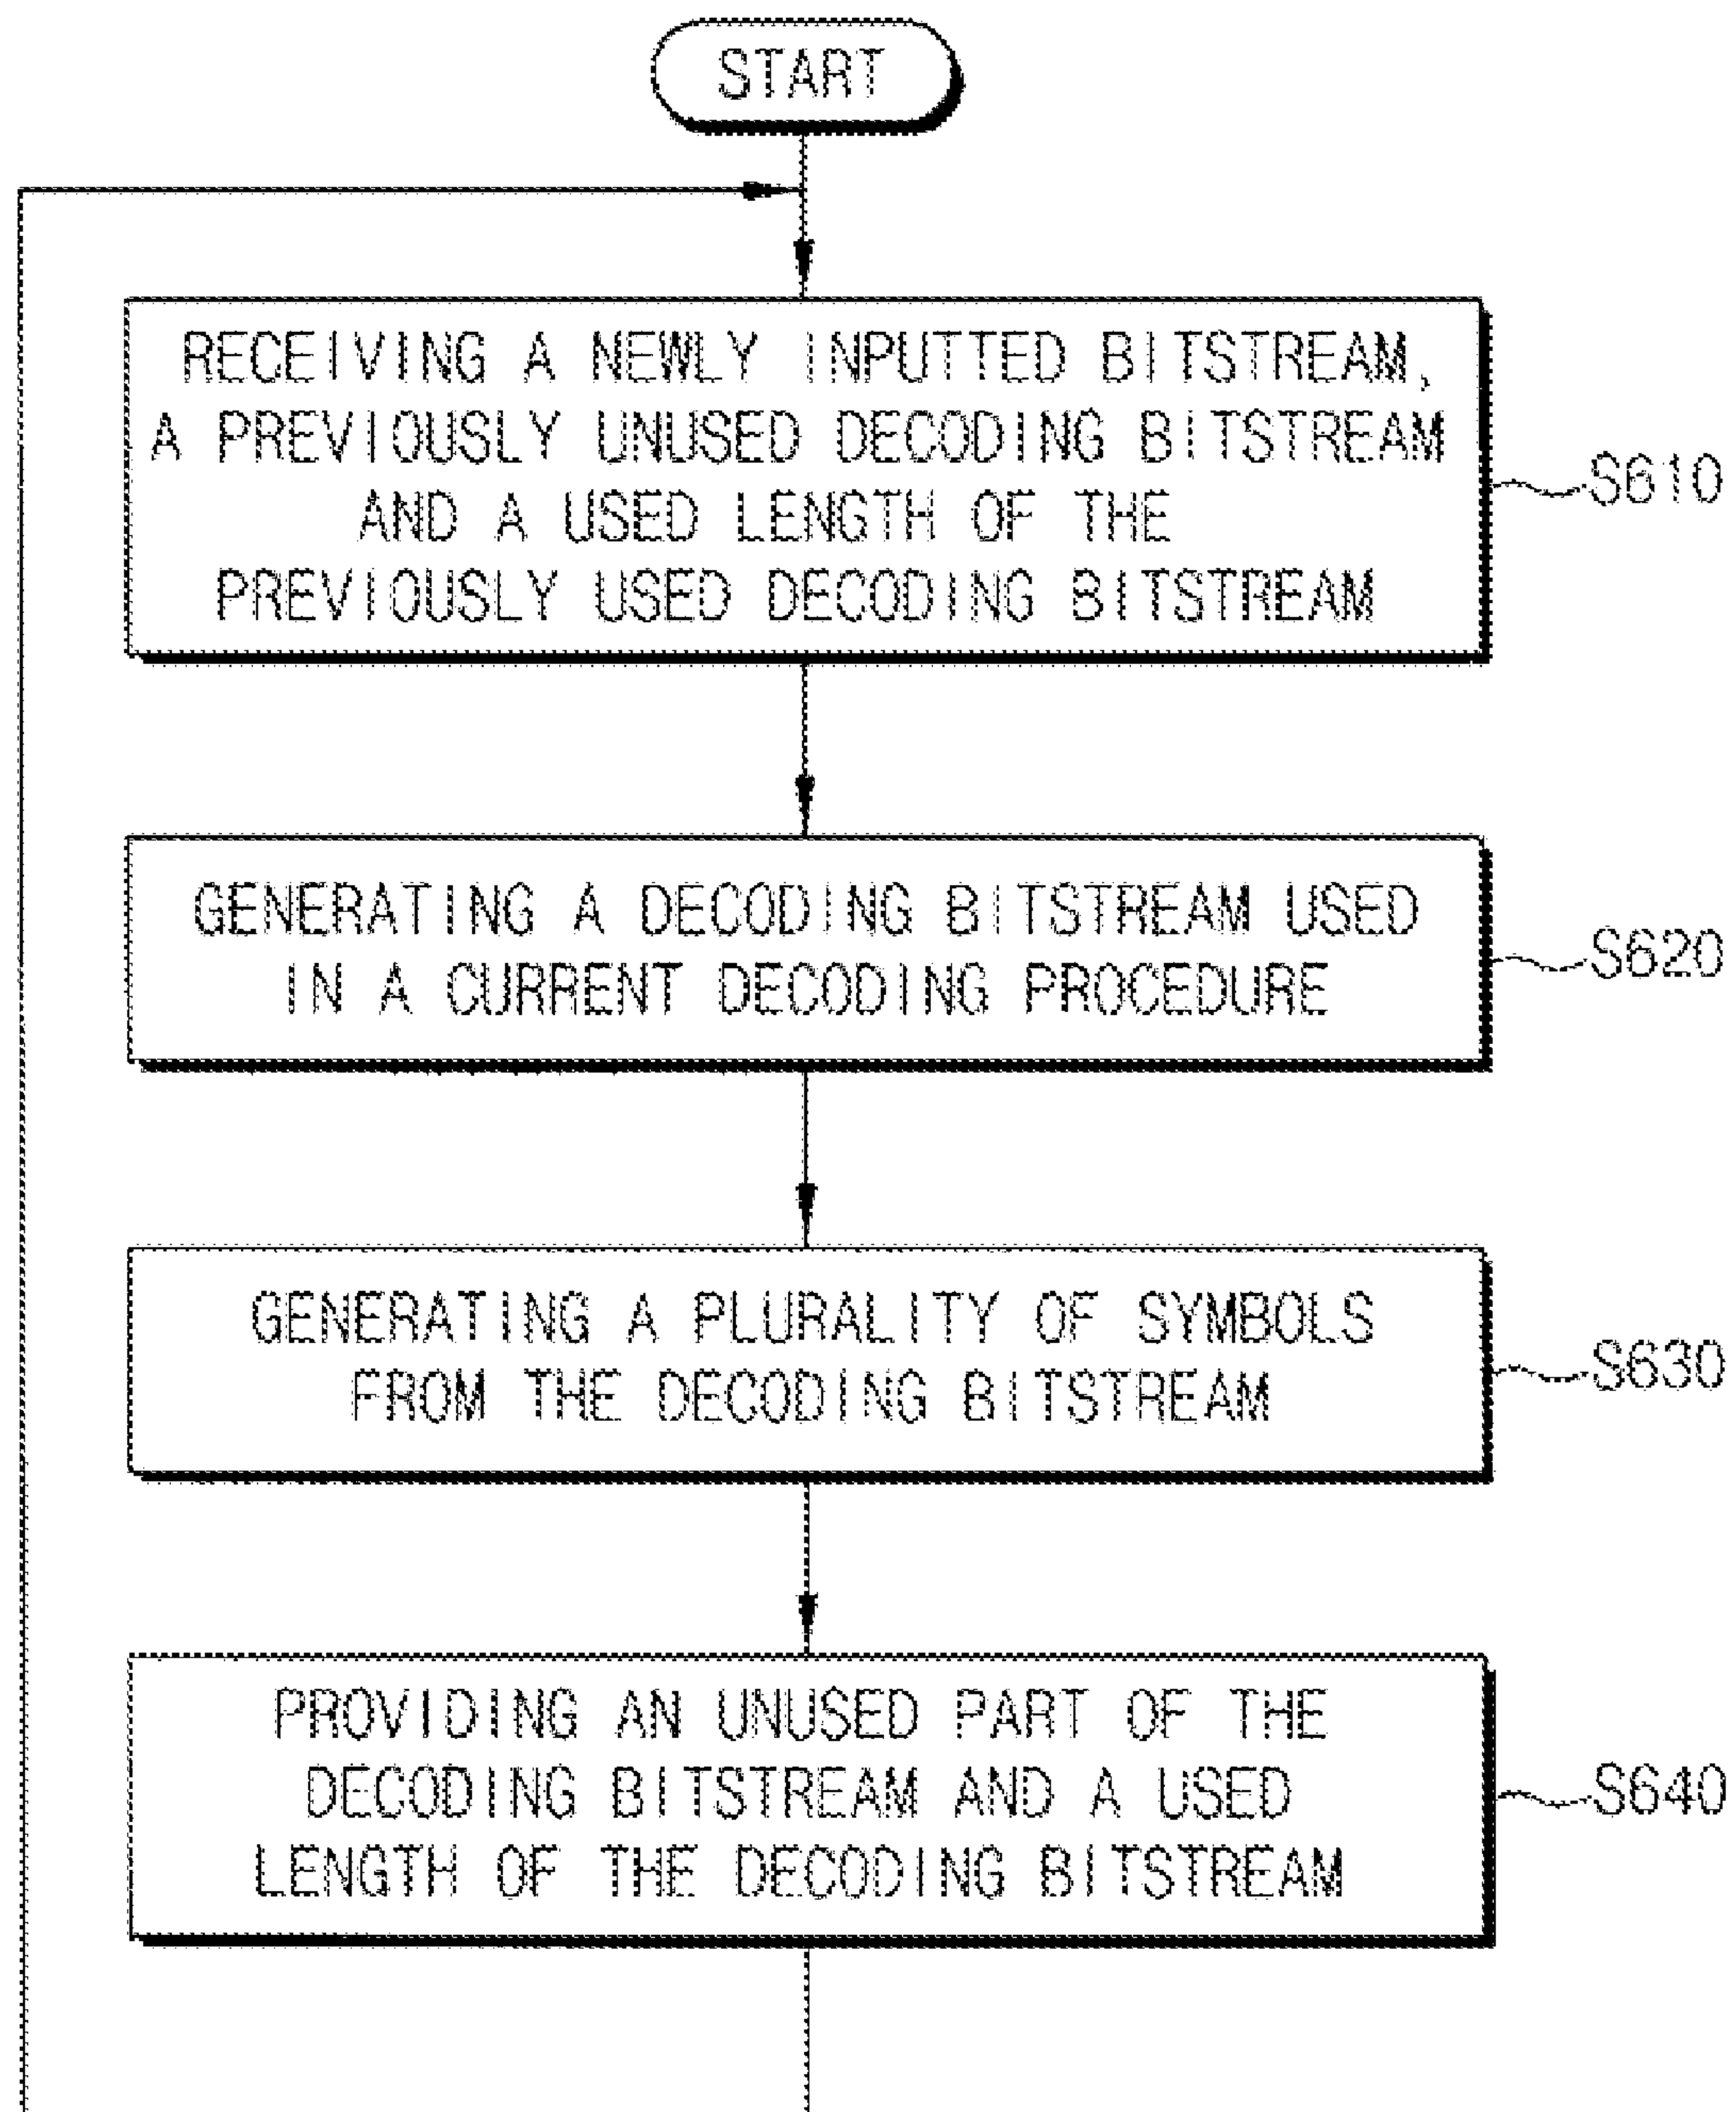 START
RECEIVING A NEWLY INPUTTED BITSTREAM,
A PREVIOUSLY UNUSED DECODING BITSTREAM
AND A USED LENGTH OF THE
PREVIOUSLY USED DECODING BITSTREAM
S610
GENERATING A DECODING BITSTREAM USED
IN A CURRENT DECODING PROCEDURE
S620
GENERATING A PLURALITY OF SYMBOLS
FROM THE DECODING BITSTREAM
S630
PROVIDING AN UNUSED PART OF THE
DECODING BITSTREAM AND A USED
LENGTH OF THE DECODING BITSTREAM
S640